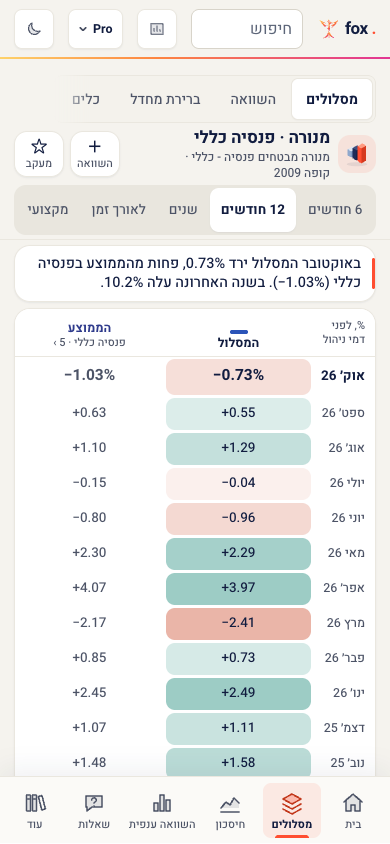 fox.
חיפוש
Pro
מסלולים
השוואה
ברירת מחדל
כלים
מנורה · פנסיה כללי
מנורה מבטחים פנסיה - כללי ·
קופה 2009
השוואה
מעקב
6 חודשים
12 חודשים
שנים
לאורך זמן
מקצועי
באוקטובר המסלול ירד 0.73%, פחות מהממוצע בפנסיה
כללי (−1.03%). בשנה האחרונה עלה 10.2%.
%, לפני
דמי ניהול
המסלול
הממוצע
פנסיה כללי · 5 ›
אוק׳ 26 −0.73% −1.03%
ספט׳ 26 +0.55 +0.63
אוג׳ 26 +1.29 +1.10
יולי 26 −0.04 −0.15
יוני 26 −0.96 −0.80
מאי 26 +2.29 +2.30
אפר׳ 26 +3.97 +4.07
מרץ 26 −2.41 −2.17
פבר׳ 26 +0.73 +0.85
ינו׳ 26 +2.49 +2.45
דצמ׳ 25 +1.11 +1.07
נוב׳ 25 +1.58 +1.48
בית
מסלולים
חיסכון
השוואה ענפית
שאלות
עוד